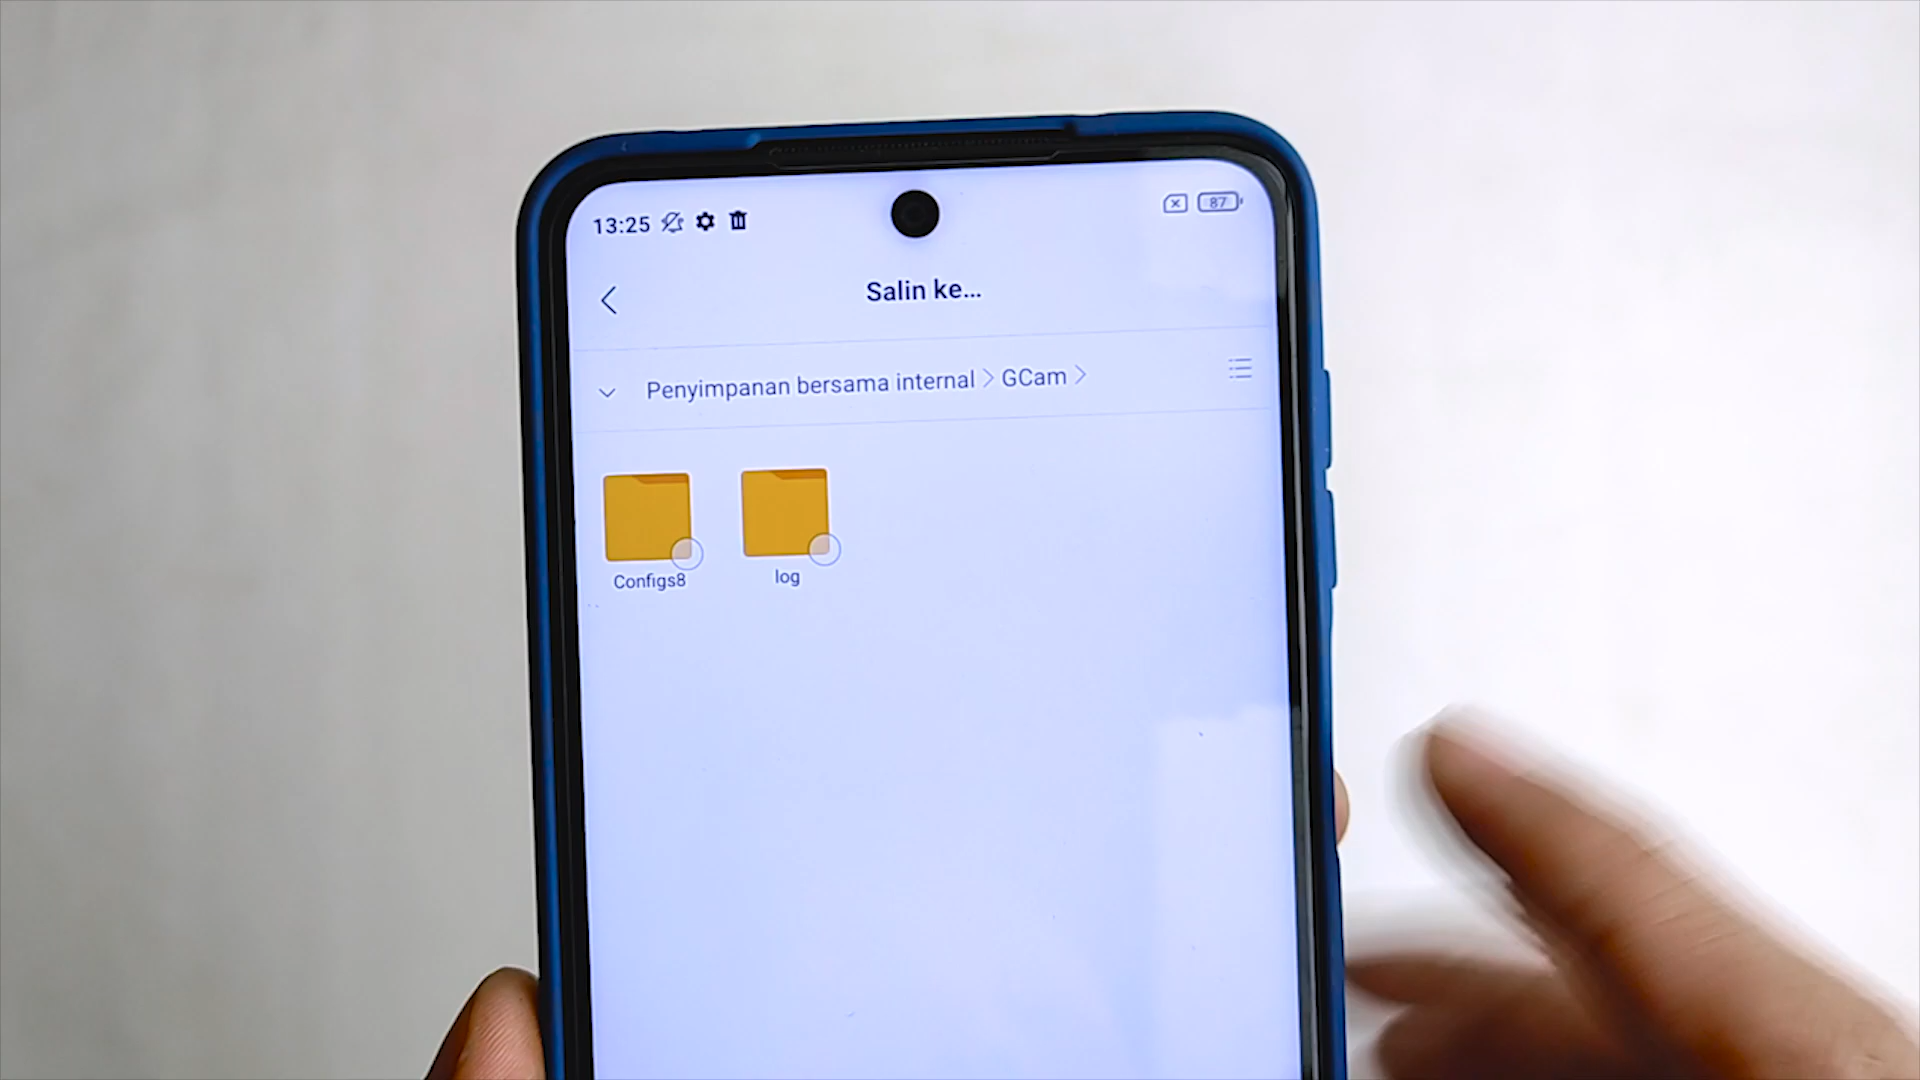 13:25 87
Salin ke...
Penyimpanan bersama internal > GCam >
Configs8 log